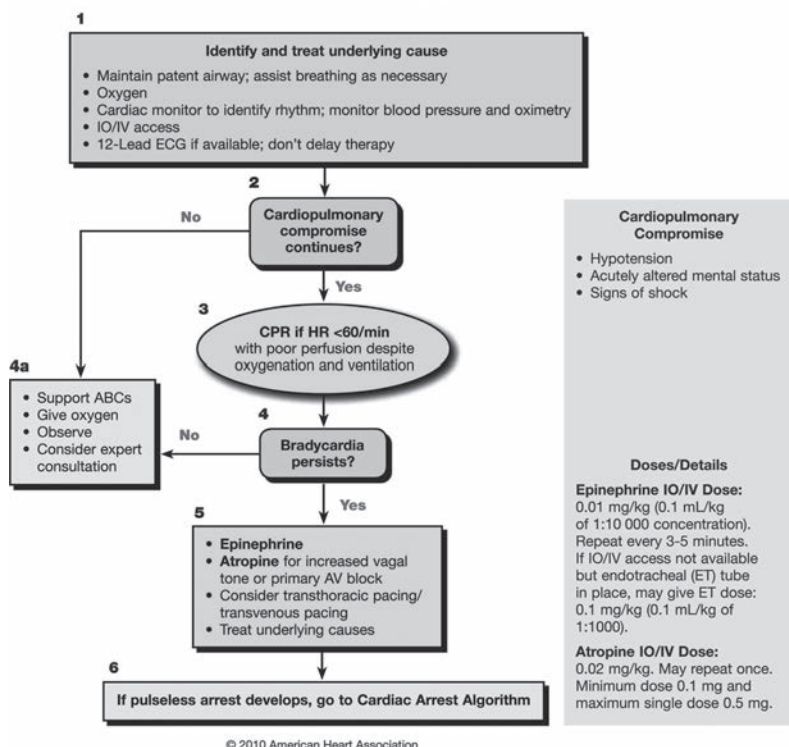 1
Identify and treat underlying cause
• Maintain patent airway; assist breathing as necessary
• Oxygen
• Cardiac monitor to identify rhythm; monitor blood pressure and oximetry
• IO/IV access
• 12-Lead ECG if available; don't delay therapy
2
No
Cardiopulmonary
compromise
continues?
Yes
3
CPR if HR <60/min
with poor perfusion despite
oxygenation and ventilation
4a
• Support ABCs
• Give oxygen
• Observe
• Consider expert
consultation
4
No
Bradycardia
persists?
Yes
5
• Epinephrine
• Atropine for increased vagal
tone or primary AV block
• Consider transthoracic pacing/
transvenous pacing
• Treat underlying causes
6
If pulseless arrest develops, go to Cardiac Arrest Algorithm
Cardiopulmonary
Compromise
• Hypotension
• Acutely altered mental status
• Signs of shock
Doses/Details
Epinephrine IO/IV Dose:
0.01 mg/kg (0.1 mL/kg
of 1:10 000 concentration).
Repeat every 3-5 minutes.
If IO/IV access not available
but endotracheal (ET) tube
in place, may give ET dose:
0.1 mg/kg (0.1 mL/kg of
1:1000).
Atropine IO/IV Dose:
0.02 mg/kg. May repeat once.
Minimum dose 0.1 mg and
maximum single dose 0.5 mg.
© 2010 American Heart Association